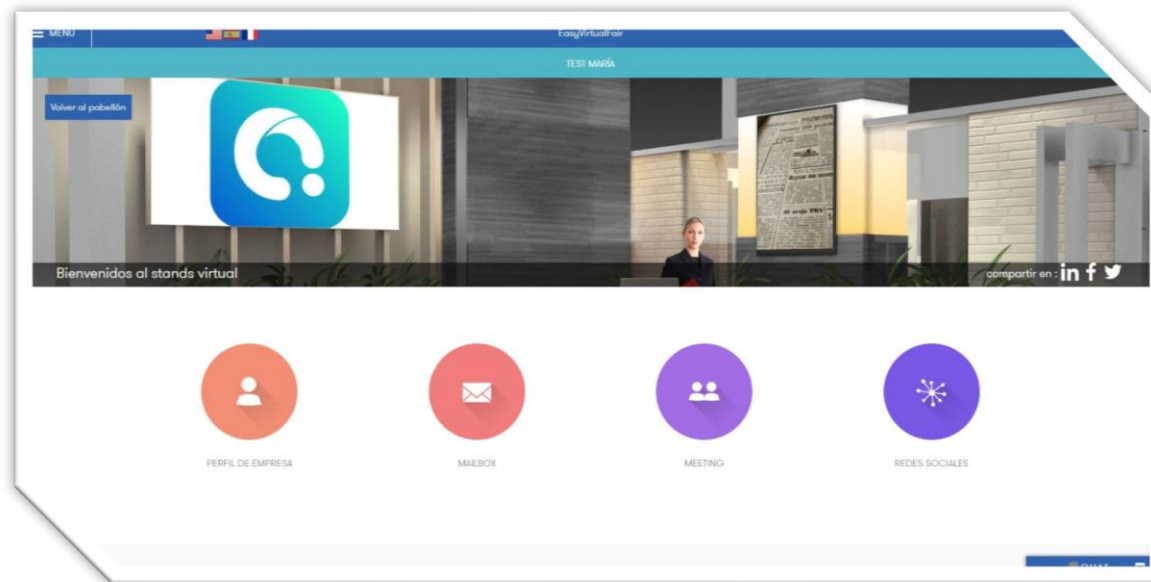 MENU
EasyVirtualFair
TEST MARÍA
Volver al pabellón
Bienvenidos al stands virtual
compartir en :
PERFIL DE EMPRESA
MAILBOX
MEETING
REDES SOCIALES
CHAT